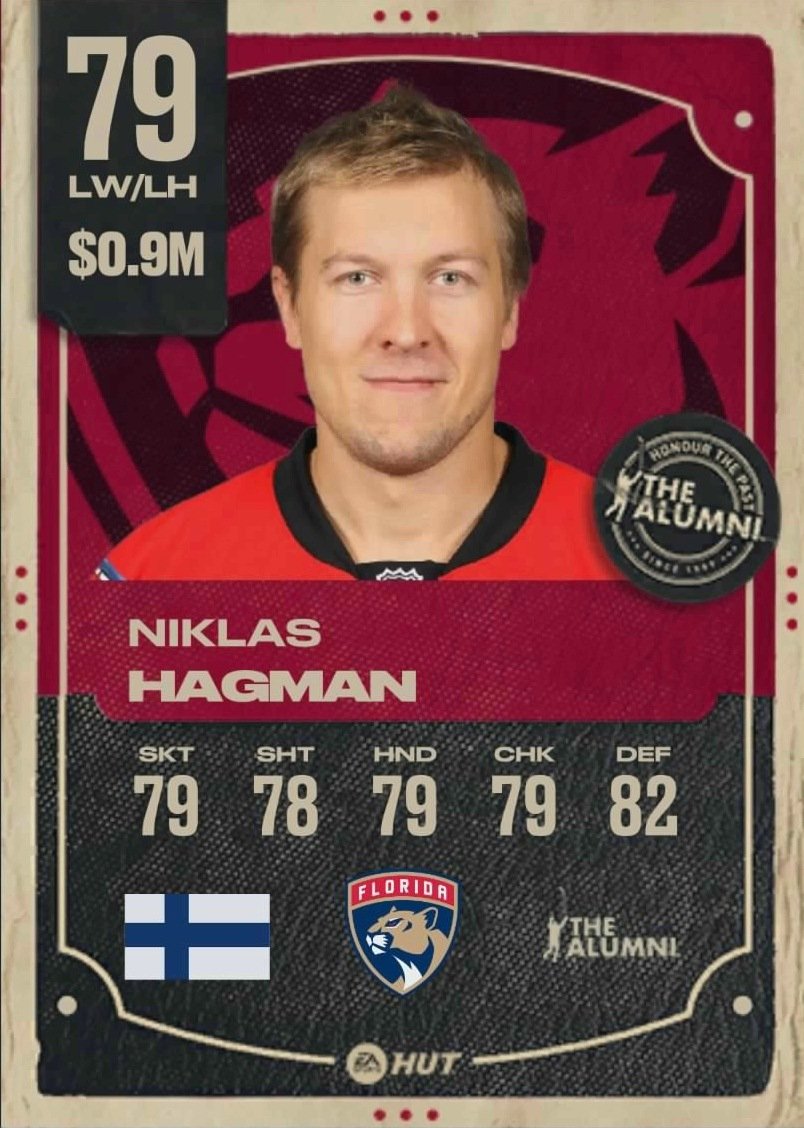 79
LW/LH
$0.9M
HONOUR THE PAST
THE
ALUMNI
NIKLAS
HAGMAN
SKT SHT HND CHK DEF
79 78 79 79 82
FLORIDA
THE
ALUMNI
EA
HUT